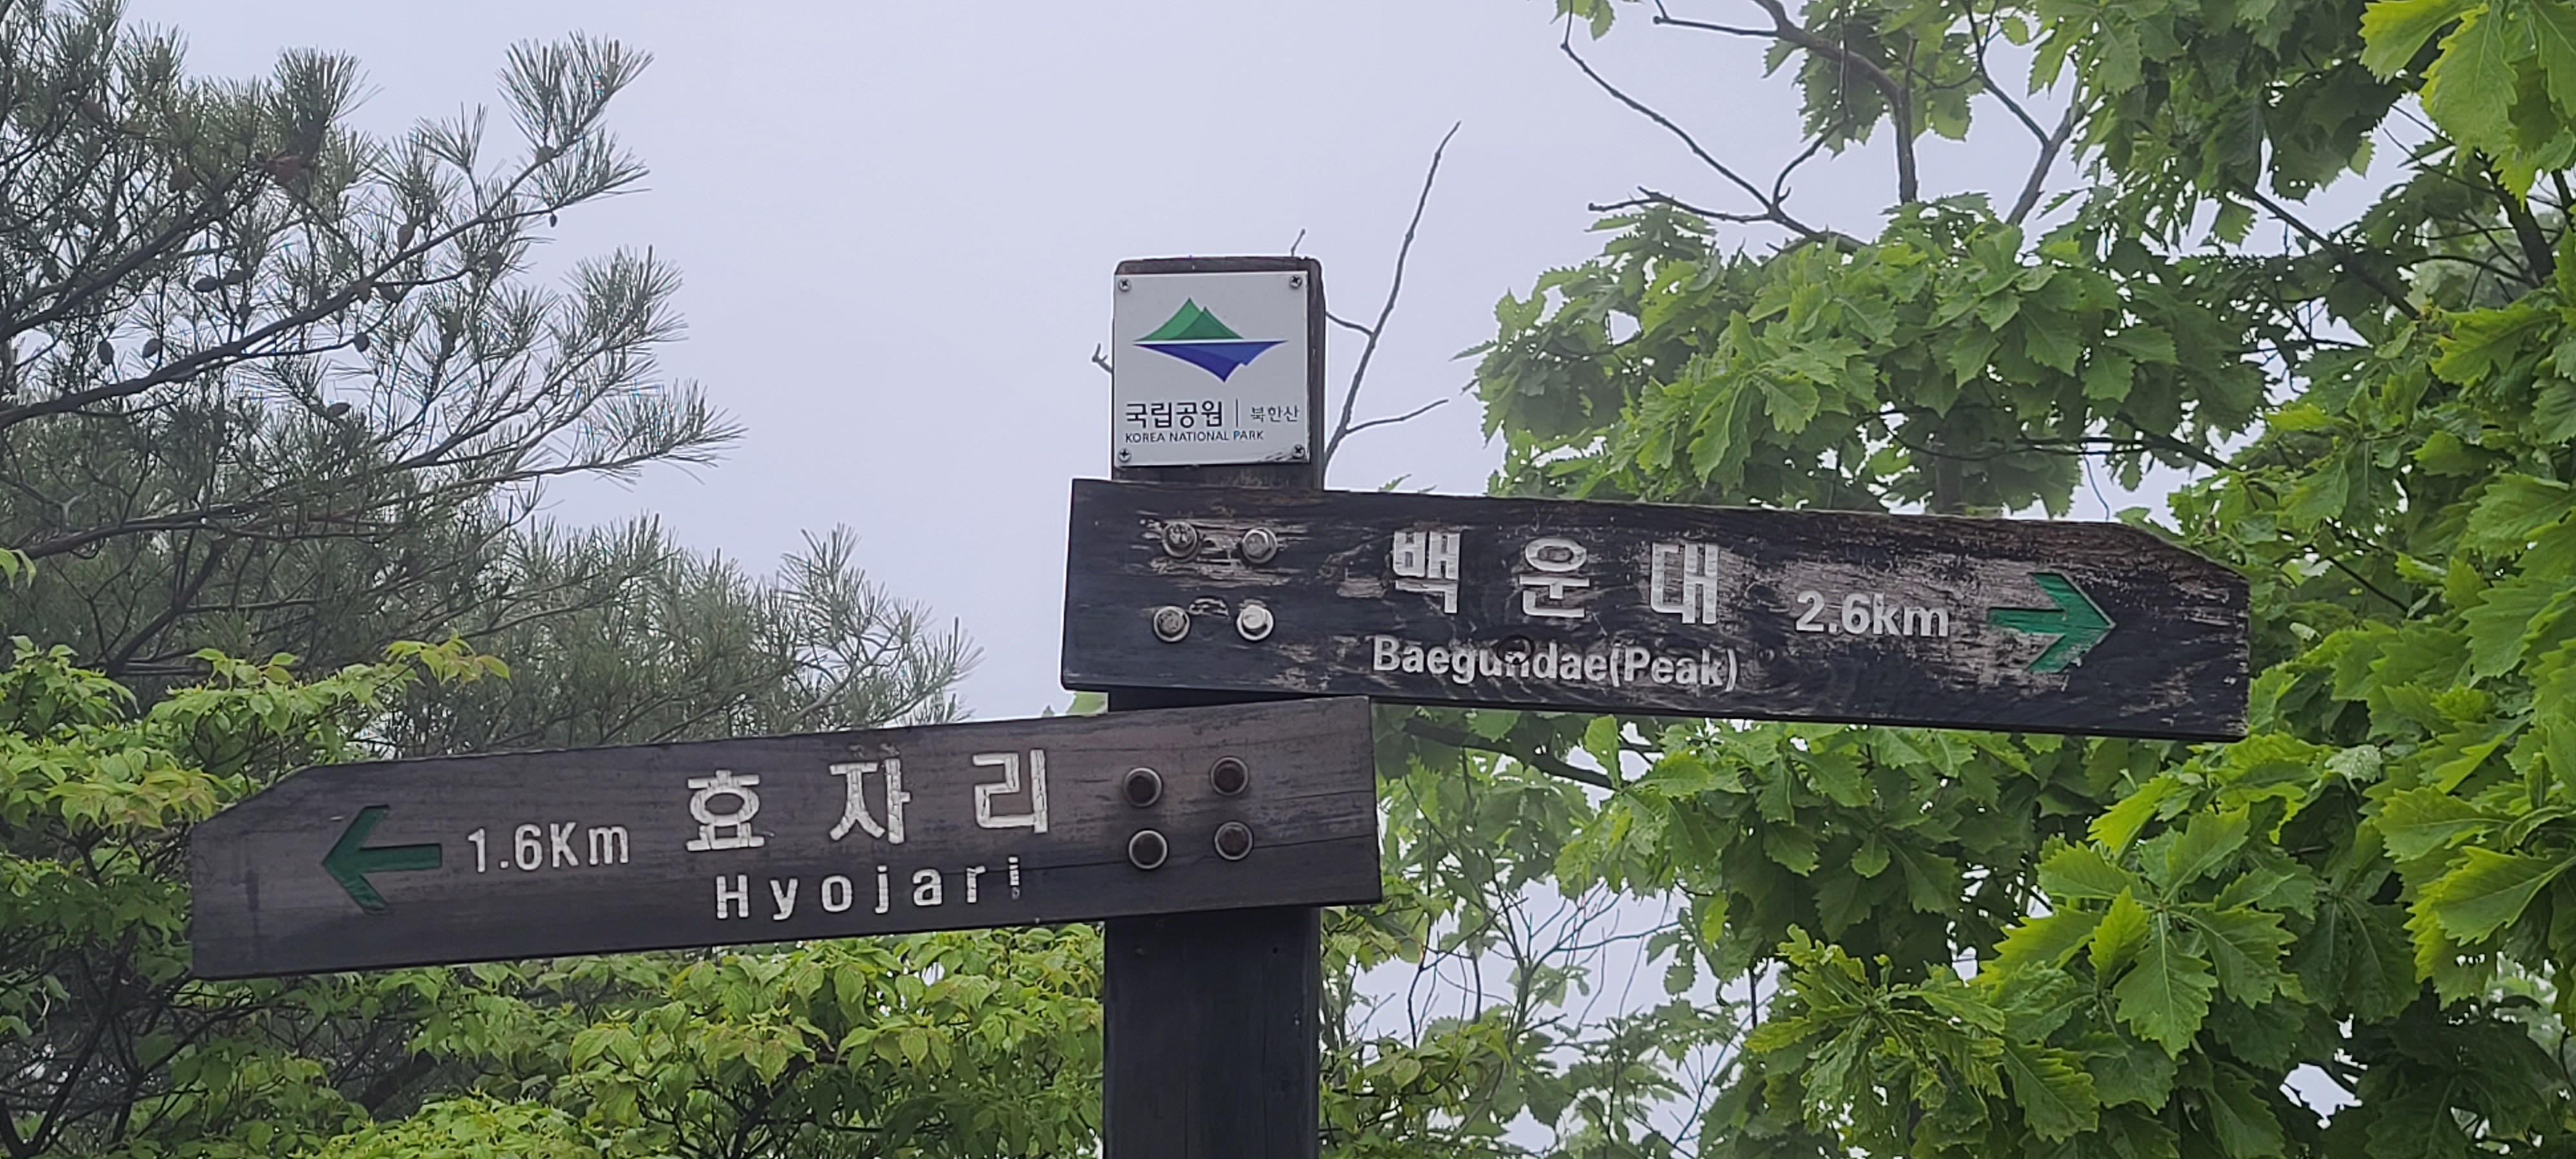 국립공원 | 북한산
KOREA NATIONAL PARK
백운대 2.6km →
Baegundae(Peak)
← 1.6Km 효자리
Hyojari